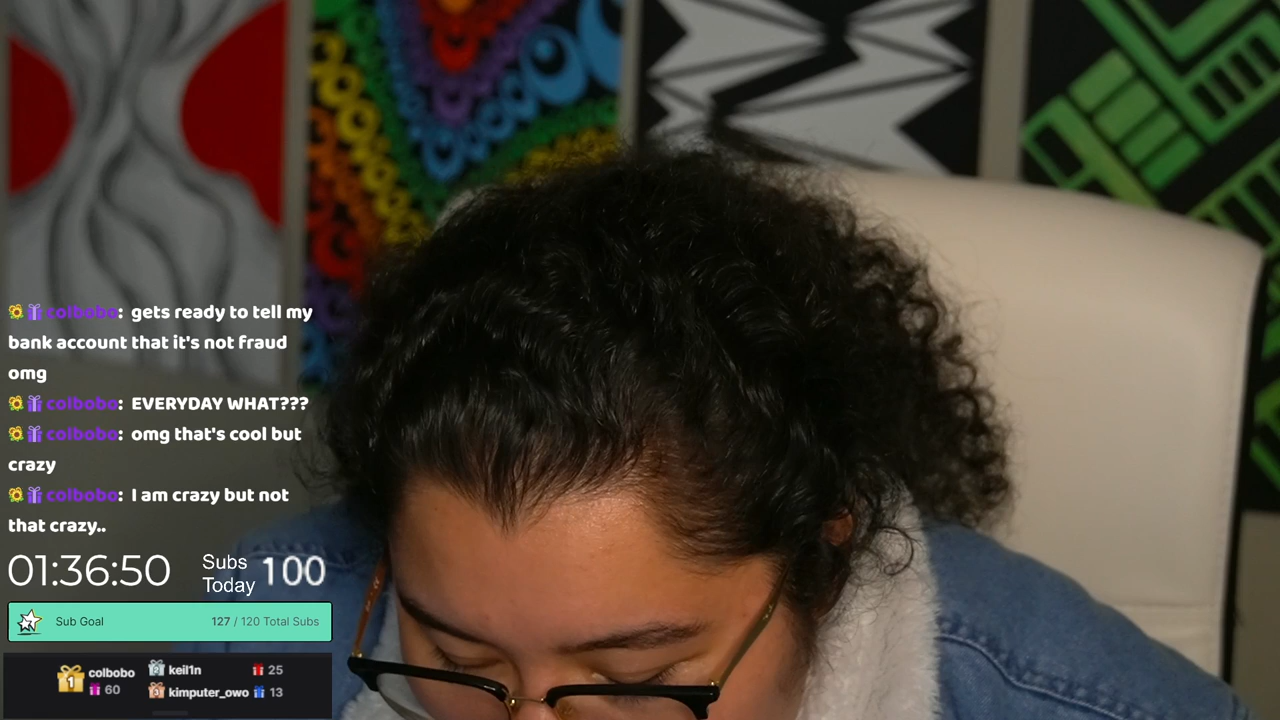 colbobo: gets ready to tell my
bank account that it's not fraud
omg
colbobo: EVERYDAY WHAT???
colbobo: omg that's cool but
crazy
colbobo: I am crazy but not
that crazy..
01:36:50 Subs Today 100
Sub Goal 127 / 120 Total Subs
1 colbobo 60
keil1n 25
kimputer_owo 13